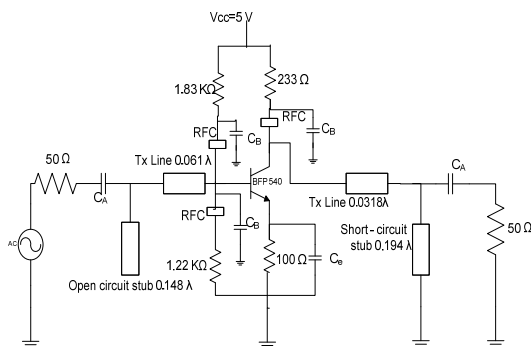 Vcc=5 V
1.83 KΩ
233 Ω
RFC
RFC
C_B
C_B
50 Ω
C_A
Tx Line 0.061 λ
BFP540
C_A
Tx Line 0.0318λ
RFC
C_B
Short - circuit
stub 0.194 λ
50 Ω
AC
Open circuit stub 0.148 λ
1.22 KΩ
100 Ω
C_e